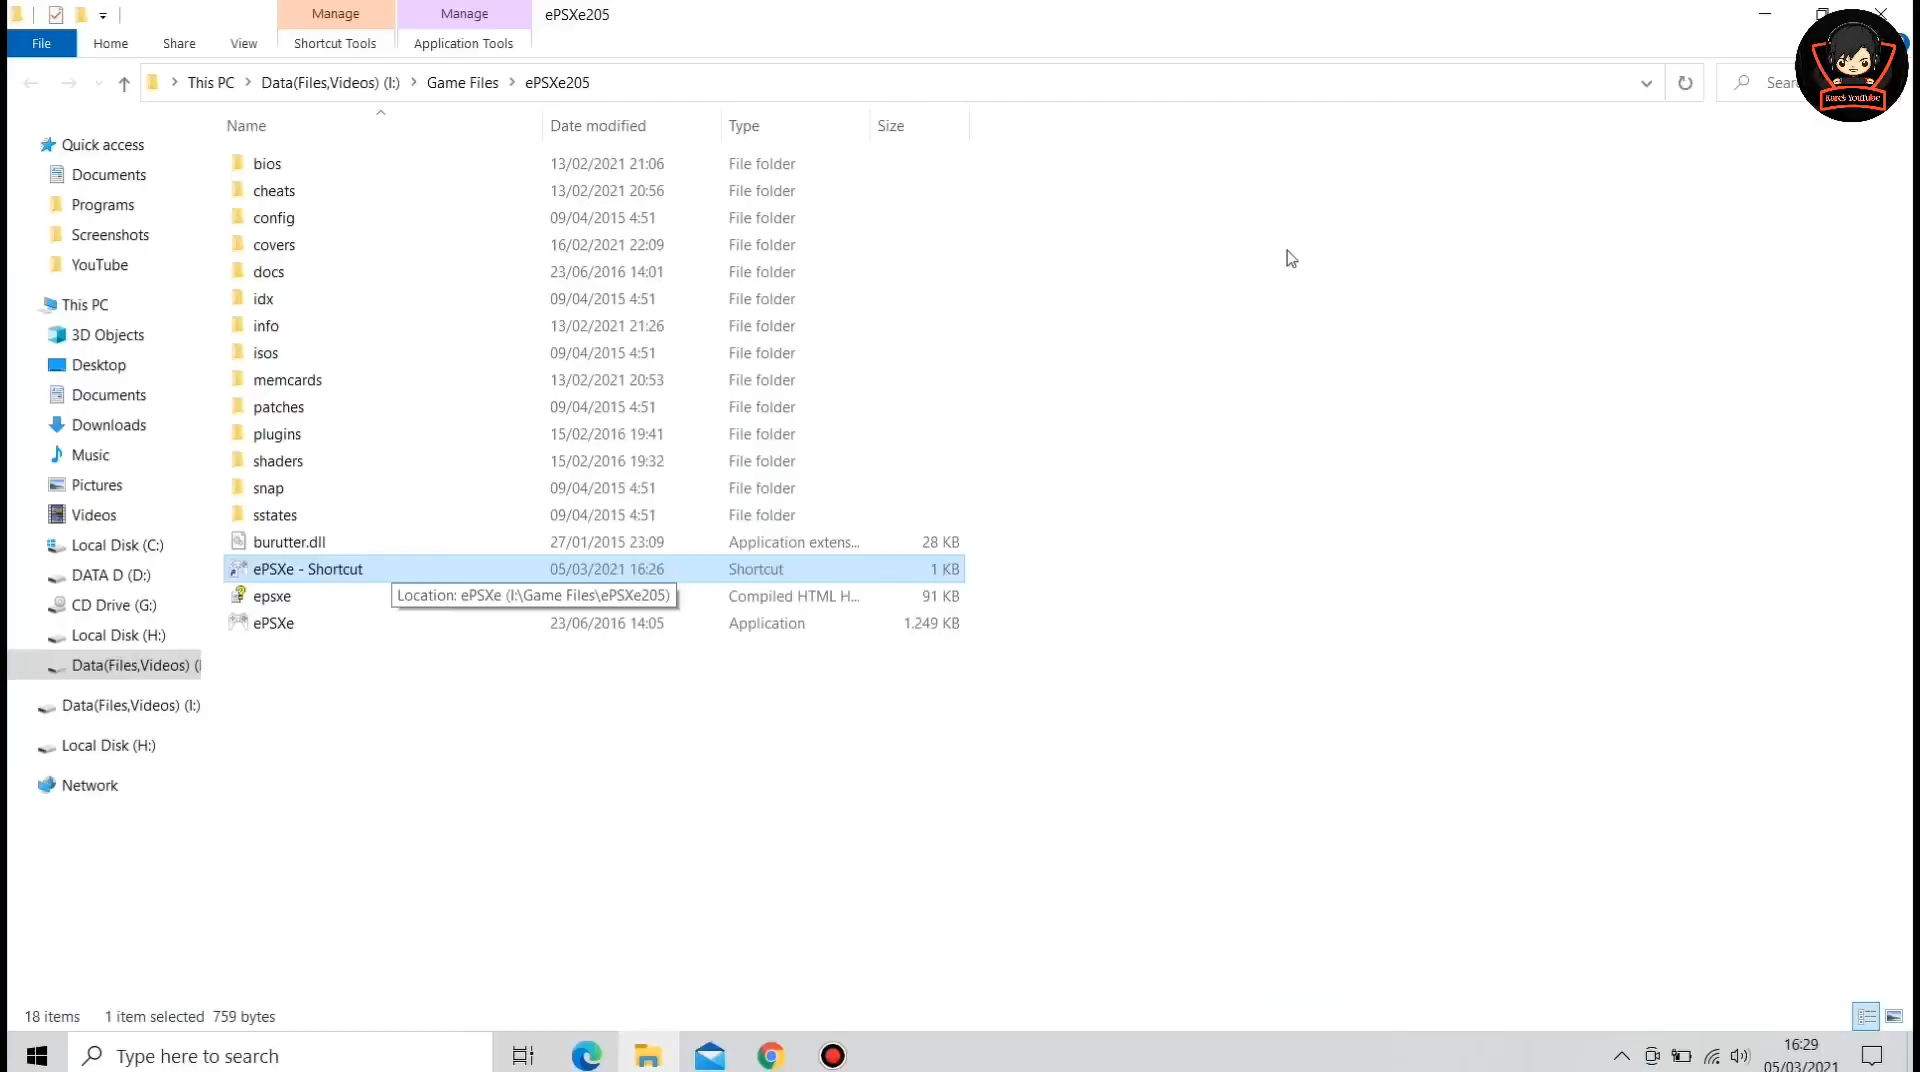 Manage Manage ePSXe205
File Home Share View Shortcut Tools Application Tools
This PC Data(Files,Videos) (I:) Game Files ePSXe205
Name Date modified Type Size
Quick access
Documents
Programs
Screenshots
YouTube
This PC
3D Objects
Desktop
Documents
Downloads
Music
Pictures
Videos
Local Disk (C:)
DATA D (D:)
CD Drive (G:)
Local Disk (H:)
Data(Files,Videos) (
Data(Files,Videos) (I:)
Local Disk (H:)
Network
bios 13/02/2021 21:06 File folder
cheats 13/02/2021 20:56 File folder
config 09/04/2015 4:51 File folder
covers 16/02/2021 22:09 File folder
docs 23/06/2016 14:01 File folder
idx 09/04/2015 4:51 File folder
info 13/02/2021 21:26 File folder
isos 09/04/2015 4:51 File folder
memcards 13/02/2021 20:53 File folder
patches 09/04/2015 4:51 File folder
plugins 15/02/2016 19:41 File folder
shaders 15/02/2016 19:32 File folder
snap 09/04/2015 4:51 File folder
sstates 09/04/2015 4:51 File folder
burutter.dll 27/01/2015 23:09 Application extens... 28 KB
ePSXe - Shortcut 05/03/2021 16:26 Shortcut 1 KB
epsxe Compiled HTML H... 91 KB
Location: ePSXe (I:\Game Files\ePSXe205)
ePSXe 23/06/2016 14:05 Application 1.249 KB
18 items 1 item selected 759 bytes
Type here to search
16:29
05/03/2021